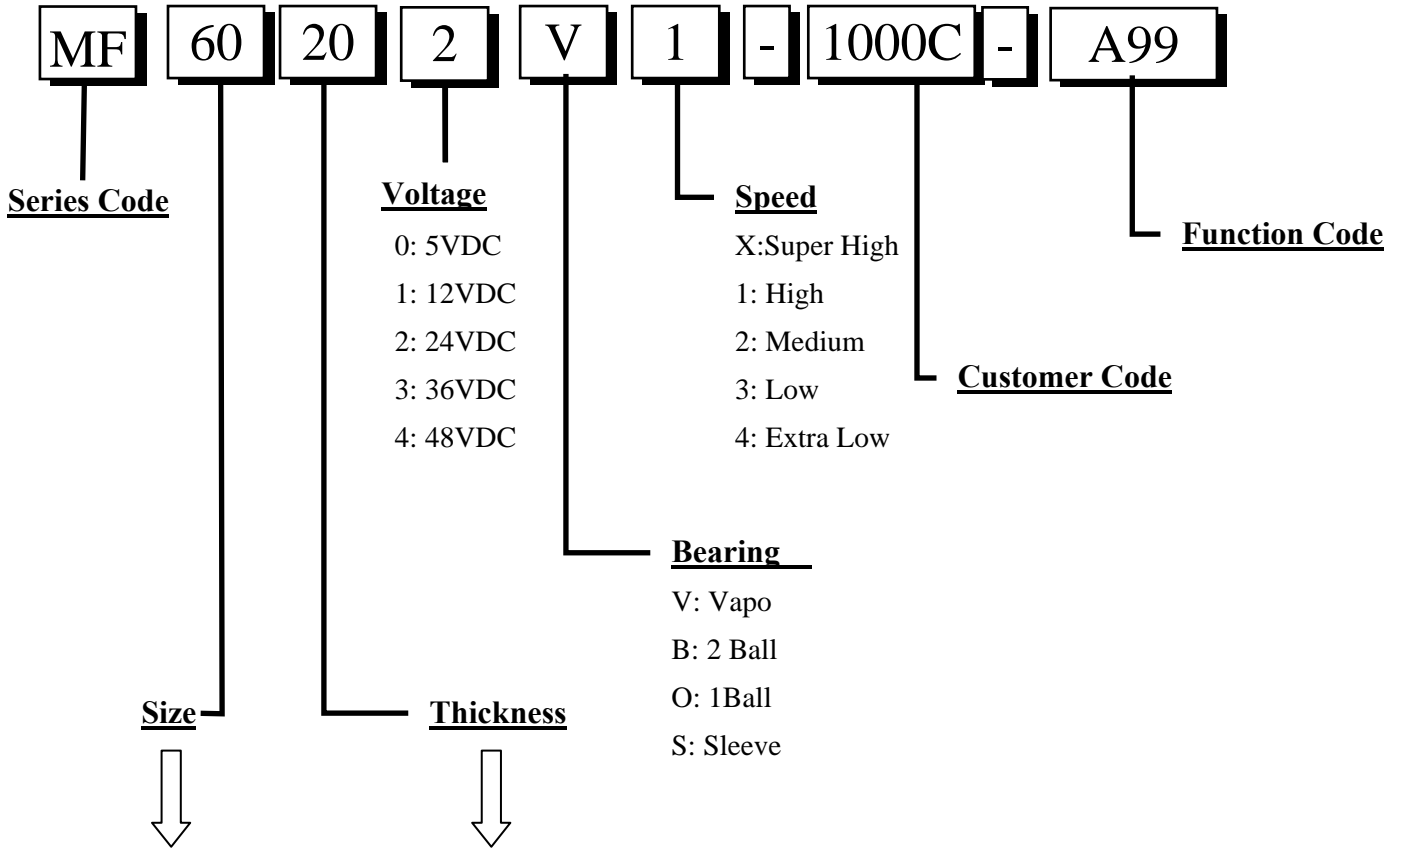 MF 60 20 2 V 1 - 1000C - A99
Series Code
Voltage
0: 5VDC
1: 12VDC
2: 24VDC
3: 36VDC
4: 48VDC
Speed
X:Super High
1: High
2: Medium
3: Low
4: Extra Low
Function Code
Customer Code
Bearing
V: Vapo
B: 2 Ball
O: 1Ball
S: Sleeve
Size
Thickness